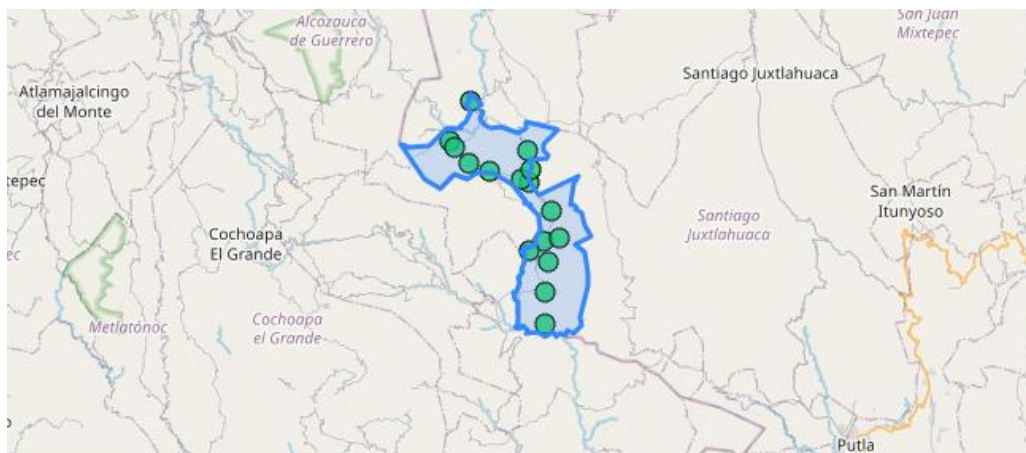 Alcozauca
de Guerrero
San Juan
Mixtepec
Santiago Juxtlahuaca
Atlamajalcingo
del Monte
tepec
San Martín
Itunyoso
Santiago
Juxtlahuaca
Cochoapa
El Grande
ec
Metlatónoc
Cochoapa
el Grande
Putla